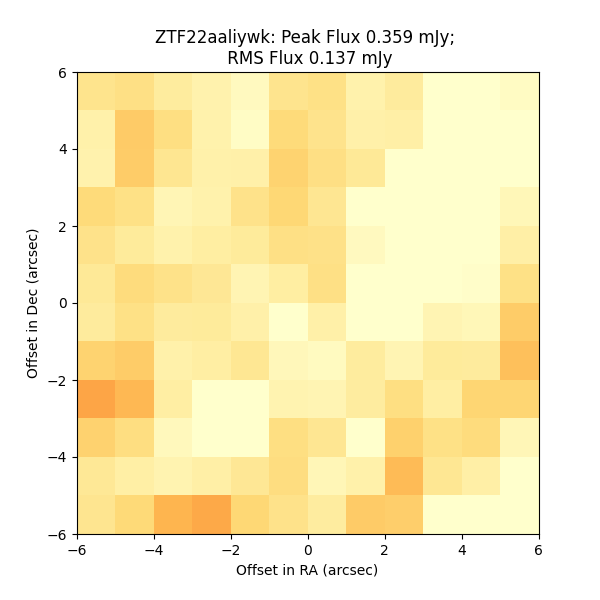 ZTF22aaliywk: Peak Flux 0.359 mJy;
RMS Flux 0.137 mJy
6
4
2
0
−2
−4
−6
Offset in Dec (arcsec)
−6 −4 −2 0 2 4 6
Offset in RA (arcsec)